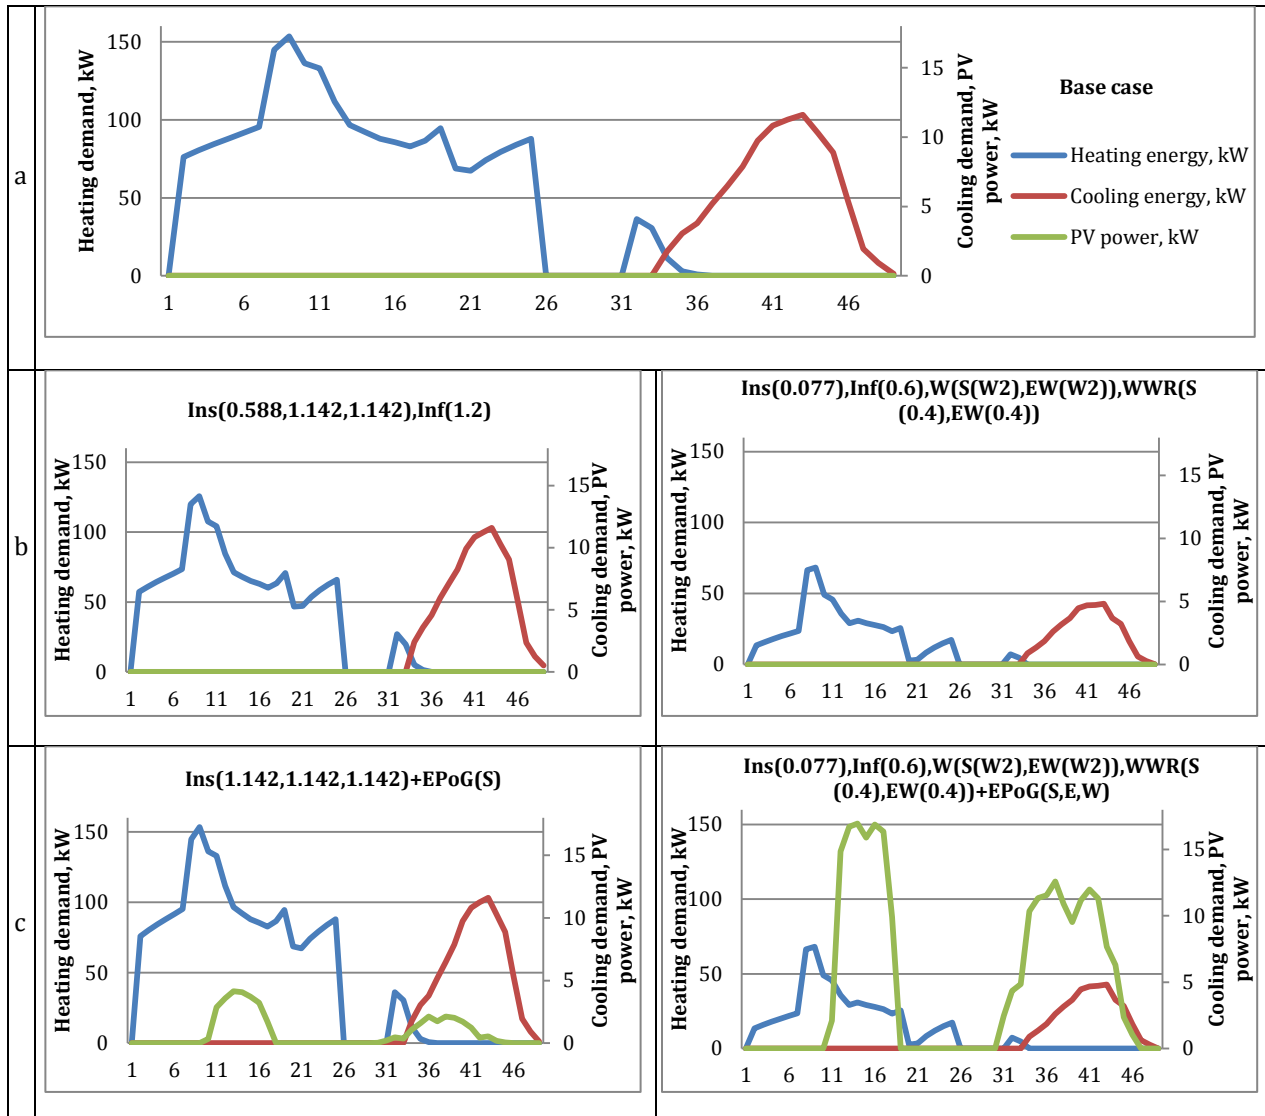 a
Heating demand, kW
150
100
50
0
1 6 11 16 21 26 31 36 41 46
15
10
5
0
Cooling demand, PV
power, kW
Base case
Heating energy, kW
Cooling energy, kW
PV power, kW
b
Ins(0.588,1.142,1.142),Inf(1.2)
Heating demand, kW
150
100
50
0
1 6 11 16 21 26 31 36 41 46
15
10
5
0
Cooling demand, PV
power, kW
Ins(0.077),Inf(0.6),W(S(W2),EW(W2)),WWR(S
(0.4),EW(0.4))
Heating demand, kW
150
100
50
0
1 6 11 16 21 26 31 36 41 46
15
10
5
0
Cooling demand, PV
power, kW
c
Ins(1.142,1.142,1.142)+EPoG(S)
Heating demand, kW
150
100
50
0
1 6 11 16 21 26 31 36 41 46
15
10
5
0
Cooling demand, PV
power, kW
Ins(0.077),Inf(0.6),W(S(W2),EW(W2)),WWR(S
(0.4),EW(0.4))+EPoG(S,E,W)
Heating demand, kW
150
100
50
0
1 6 11 16 21 26 31 36 41 46
15
10
5
0
Cooling demand, PV
power, kW